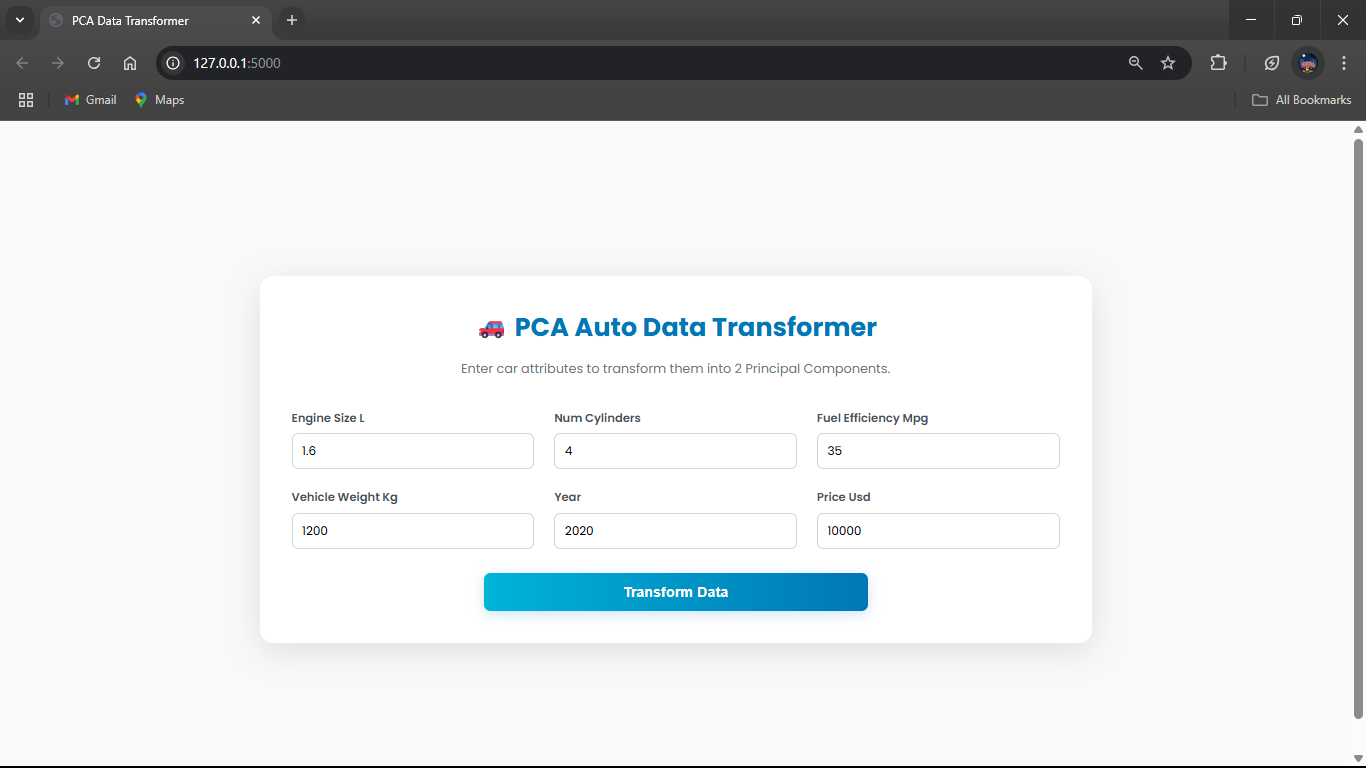 PCA Data Transformer
127.0.0.1:5000
Gmail Maps All Bookmarks
PCA Auto Data Transformer
Enter car attributes to transform them into 2 Principal Components.
Engine Size L Num Cylinders Fuel Efficiency Mpg
1.6 4 35
Vehicle Weight Kg Year Price Usd
1200 2020 10000
Transform Data